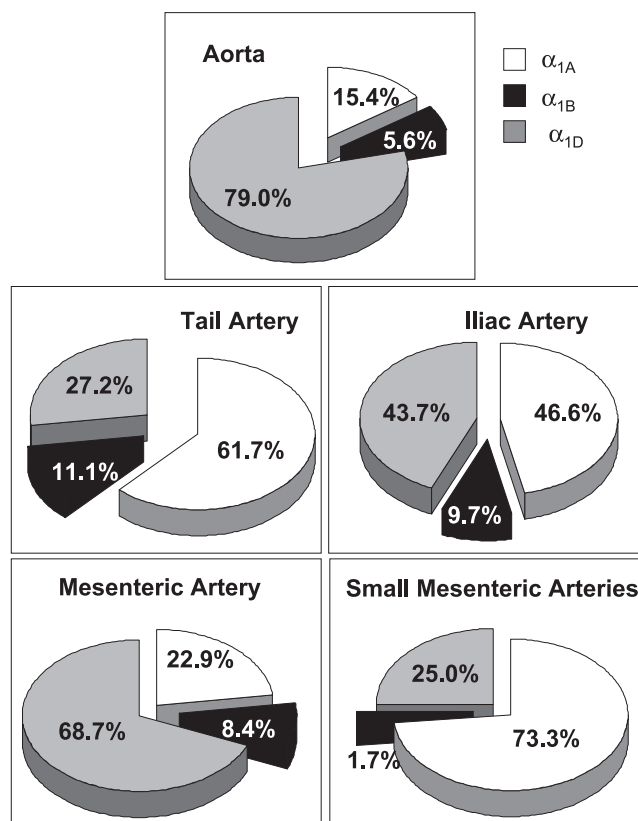 Aorta
15.4%
5.6%
79.0%
α1A
α1B
α1D
Tail Artery
27.2%
11.1%
61.7%
Iliac Artery
43.7%
46.6%
9.7%
Mesenteric Artery
22.9%
68.7%
8.4%
Small Mesenteric Arteries
25.0%
1.7%
73.3%